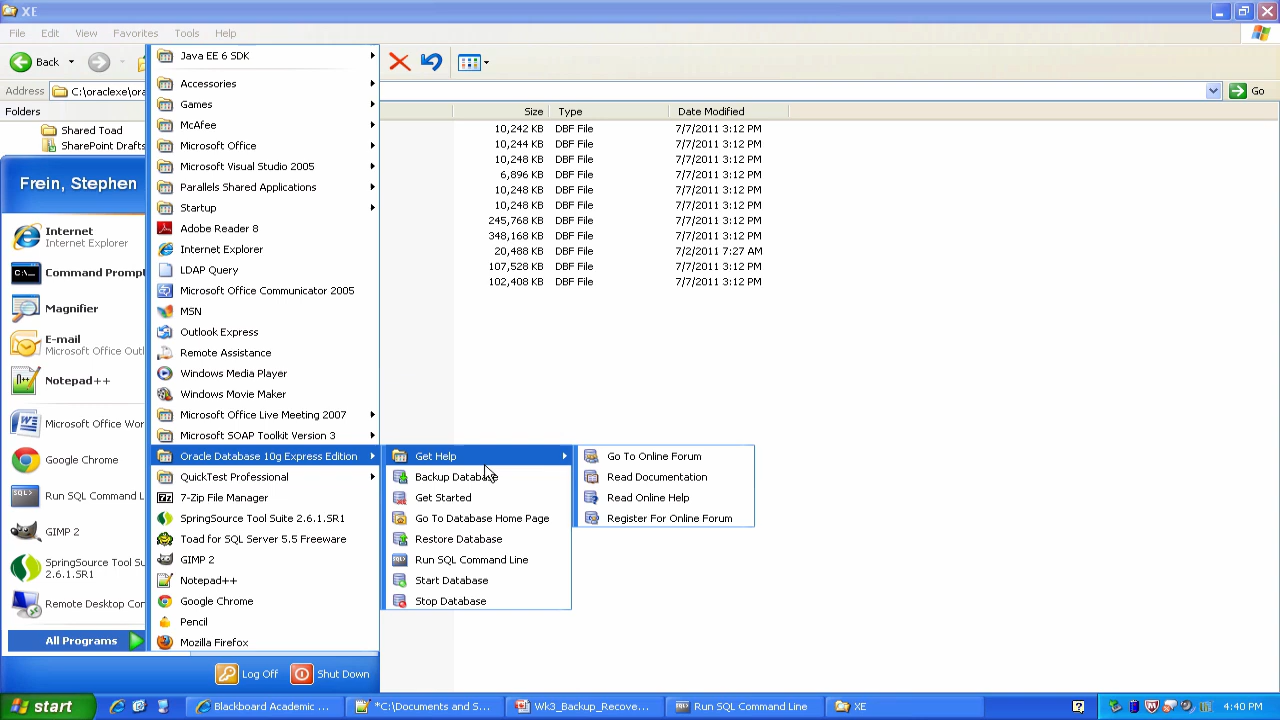 XE
File Edit View Favorites Tools Help
Back
Address C:\oraclexe\ora
Go
Folders
Size Type Date Modified
Shared Toad
SharePoint Drafts
10,242 KB DBF File 7/7/2011 3:12 PM
10,244 KB DBF File 7/7/2011 3:12 PM
10,248 KB DBF File 7/7/2011 3:12 PM
6,896 KB DBF File 7/7/2011 3:12 PM
10,248 KB DBF File 7/7/2011 3:12 PM
10,248 KB DBF File 7/7/2011 3:12 PM
245,768 KB DBF File 7/7/2011 3:12 PM
348,168 KB DBF File 7/7/2011 3:12 PM
20,488 KB DBF File 7/2/2011 7:27 AM
107,528 KB DBF File 7/7/2011 3:12 PM
102,408 KB DBF File 7/7/2011 3:12 PM
Frein, Stephen
Internet
Internet Explorer
Command Prompt
Magnifier
E-mail
Microsoft Office Outl
Notepad++
Microsoft Office Wor
Google Chrome
Run SQL Command L
GIMP 2
SpringSource Tool Su
2.6.1.SR1
Remote Desktop Con
All Programs
Java EE 6 SDK
Accessories
Games
McAfee
Microsoft Office
Microsoft Visual Studio 2005
Parallels Shared Applications
Startup
Adobe Reader 8
Internet Explorer
LDAP Query
Microsoft Office Communicator 2005
MSN
Outlook Express
Remote Assistance
Windows Media Player
Windows Movie Maker
Microsoft Office Live Meeting 2007
Microsoft SOAP Toolkit Version 3
Oracle Database 10g Express Edition
QuickTest Professional
7-Zip File Manager
SpringSource Tool Suite 2.6.1.SR1
Toad for SQL Server 5.5 Freeware
GIMP 2
Notepad++
Google Chrome
Pencil
Mozilla Firefox
Get Help
Backup Database
Get Started
Go To Database Home Page
Restore Database
Run SQL Command Line
Start Database
Stop Database
Go To Online Forum
Read Documentation
Read Online Help
Register For Online Forum
Log Off Shut Down
start
Blackboard Academic ...
*C:\Documents and S...
Wk3_Backup_Recove...
Run SQL Command Line
XE
4:40 PM